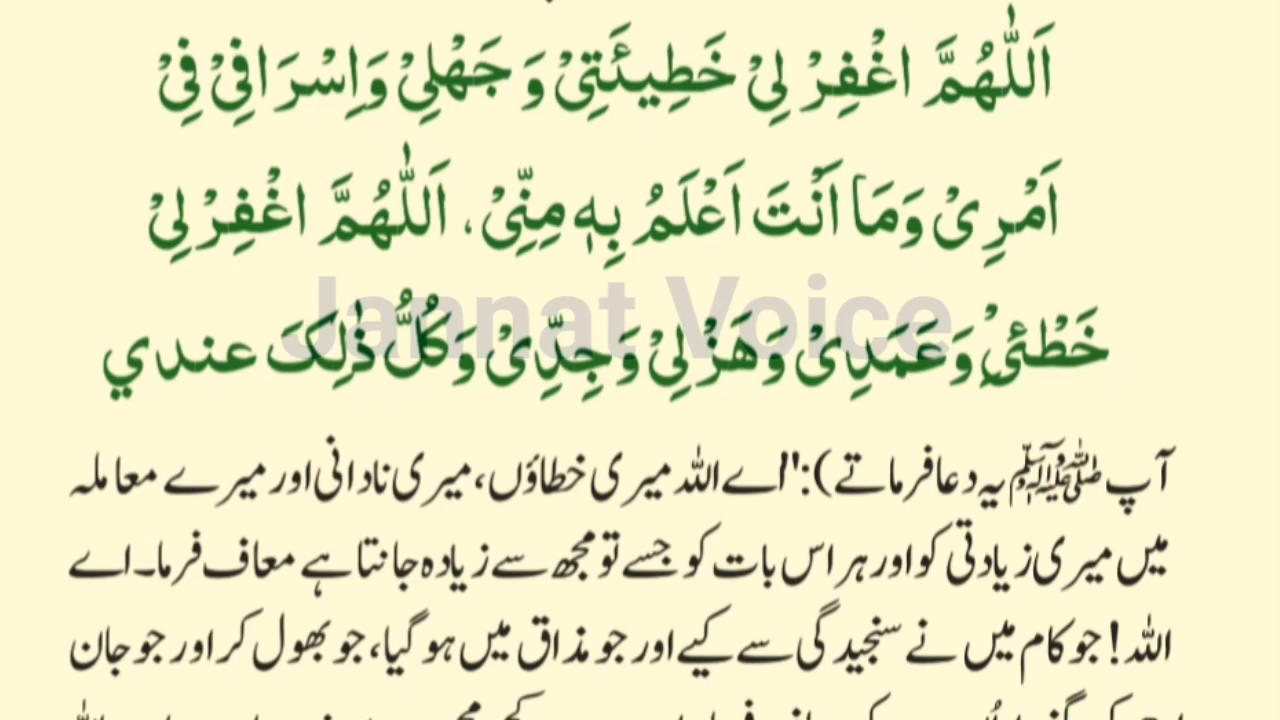 اَللّٰهُمَّ اغْفِرْ لِیْ خَطِیئَتِیْ وَ جَهْلِیْ وَاِسْرَافِیْ فِیْ
اَمْرِیْ وَمَا اَنْتَ اَعْلَمُ بِهٖ مِنِّیْ، اَللّٰهُمَّ اغْفِرْ لِیْ
Jannat Voice
خَطْئِیْ وَعَمَدِیْ وَهَزْلِیْ وَجِدِّیْ وَکُلُّ ذٰلِکَ عندي
آپ ﷺ یہ دعا فرماتے):"اے اللہ میری خطاؤں، میری نادانی اور میرے معاملہ
میں میری زیادتی کو اور ہر اس بات کو جسے تو مجھ سے زیادہ جانتا ہے معاف فرما۔ اے
اللہ! جو کام میں نے سنجیدگی سے کیے اور جو مذاق میں ہو گیا، جو بھول کر اور جو جان